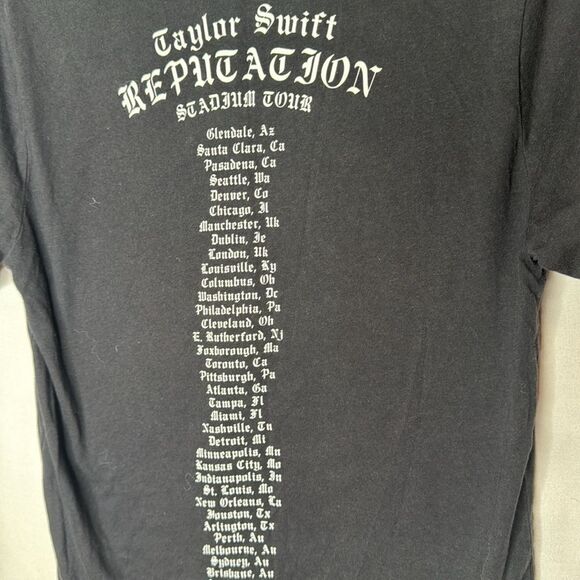 Taylor Swift
REPUTATION
STADIUM TOUR
Glendale, Az
Santa Clara, Ca
Pasadena, Ca
Seattle, Wa
Denver, Co
Chicago, Il
Manchester, Uk
Dublin, Ie
London, Uk
Louisville, Ky
Columbus, Oh
Washington, Dc
Philadelphia, Pa
Cleveland, Oh
E. Rutherford, Nj
Foxborough, Ma
Toronto, Ca
Pittsburgh, Pa
Atlanta, Ga
Tampa, Fl
Miami, Fl
Nashville, Tn
Detroit, Mi
Minneapolis, Mn
Kansas City, Mo
Indianapolis, In
St. Louis, Mo
New Orleans, La
Houston, Tx
Arlington, Tx
Perth, Au
Melbourne, Au
Sydney, Au
Brisbane, Au